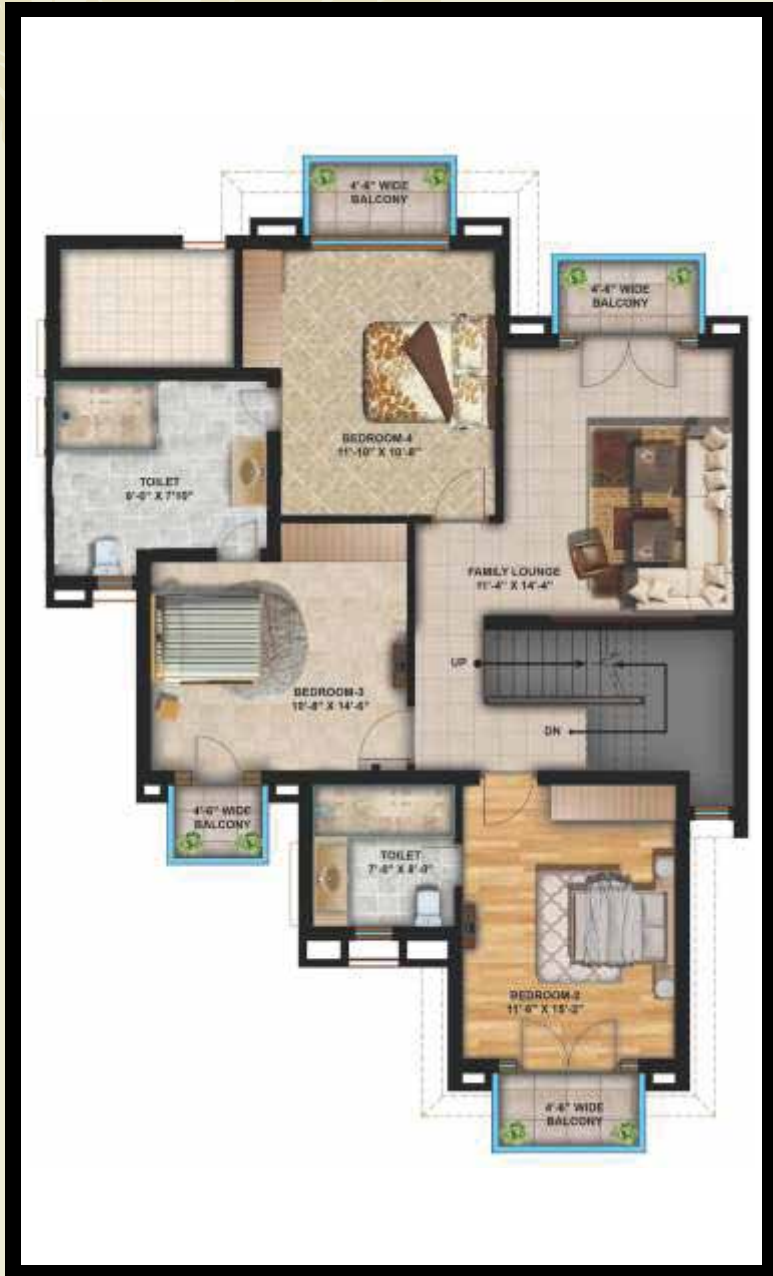 4'-6" WIDE
BALCONY
4'-6" WIDE
BALCONY
BEDROOM-4
TOILET
FAMILY LOUNGE
11'-4" X 14'-4"
UP
BEDROOM-3
DN
4'-6" WIDE
BALCONY
TOILET
BEDROOM-2
4'-6" WIDE
BALCONY